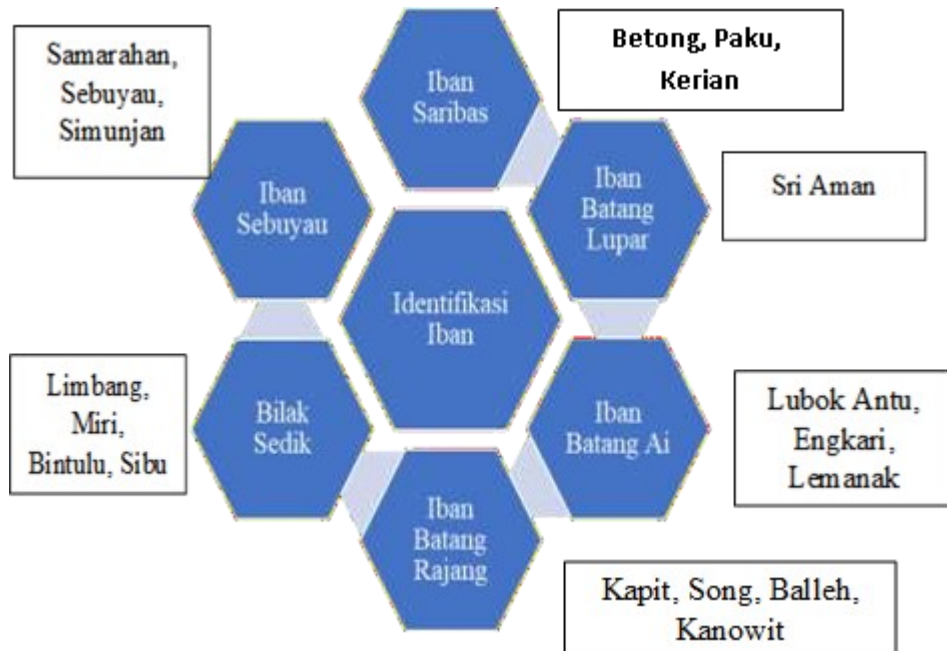 Samarahan,
Sebuyau,
Simunjan
Iban
Saribas
Betong, Paku,
Kerian
Iban
Sebuyau
Iban
Batang
Lupar
Sri Aman
Identifikasi
Iban
Limbang,
Miri,
Bintulu, Sibu
Bilak
Sedik
Iban
Batang Ai
Lubok Antu,
Engkari,
Lemanak
Iban
Batang
Rajang
Kapit, Song, Balleh,
Kanowit